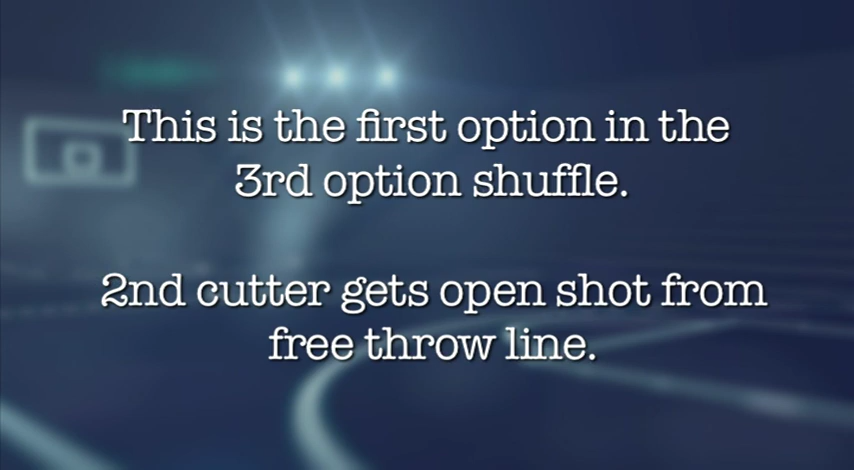 This is the first option in the
3rd option shuffle.
2nd cutter gets open shot from
free throw line.